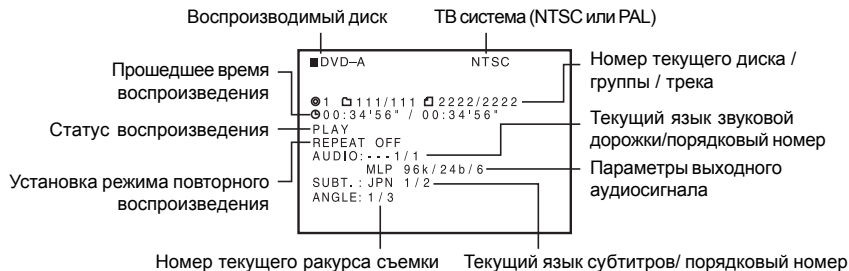 Воспроизводимый диск
ТВ система (NTSC или PAL)
Прошедшее время
воспроизведения
Статус воспроизведения
Установка режима повторного
воспроизведения
DVD–A NTSC
1 111/111 2222/2222
00:34'56" / 00:34'56"
PLAY
REPEAT OFF
AUDIO:---1/1
MLP 96k/24b/6
SUBT.:JPN 1/2
ANGLE:1/3
Номер текущего диска /
группы / трека
Текущий язык звуковой
дорожки/порядковый номер
Параметры выходного
аудиосигнала
Номер текущего ракурса съемки
Текущий язык субтитров/ порядковый номер